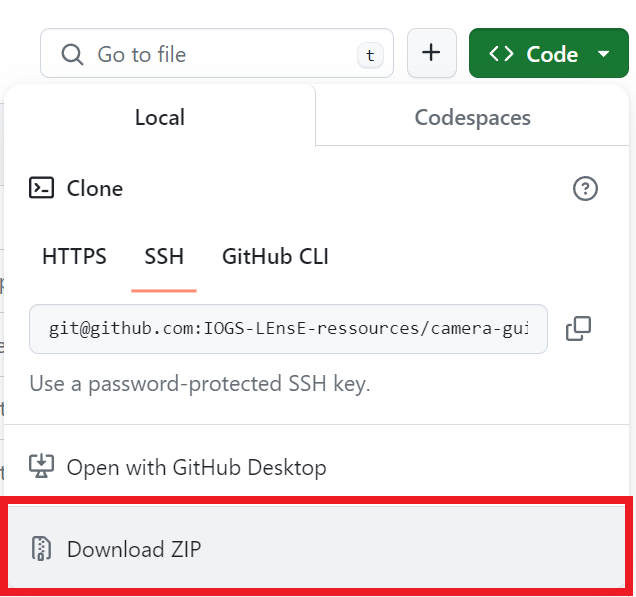 Go to file t + <> Code
Local Codespaces
Clone
HTTPS SSH GitHub CLI
git@github.com:IOGS-LEnsE-ressources/camera-gui
Use a password-protected SSH key.
Open with GitHub Desktop
Download ZIP